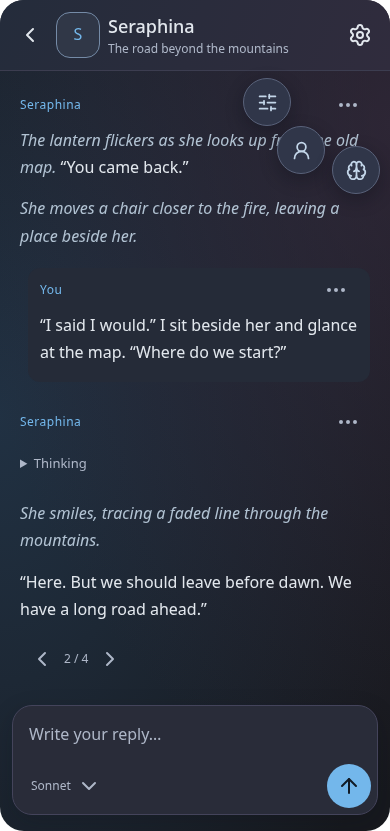 S
Seraphina
The road beyond the mountains
Seraphina
The lantern flickers as she looks up old
map. “You came back.”
She moves a chair closer to the fire, leaving a
place beside her.
You
“I said I would.” I sit beside her and glance
at the map. “Where do we start?”
Seraphina
Thinking
She smiles, tracing a faded line through the
mountains.
“Here. But we should leave before dawn. We
have a long road ahead.”
2 / 4
Write your reply...
Sonnet